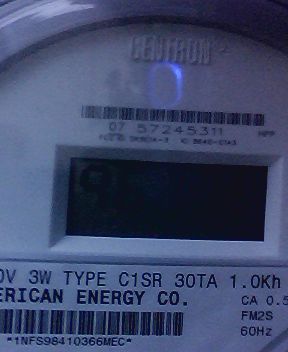 CENTRON
07 57245311 MPP
0V 3W TYPE C1SR 30TA 1.0Kh
ERICAN ENERGY CO.
CA 0.5
FM2S
60Hz
*1NFS98410366MEC*